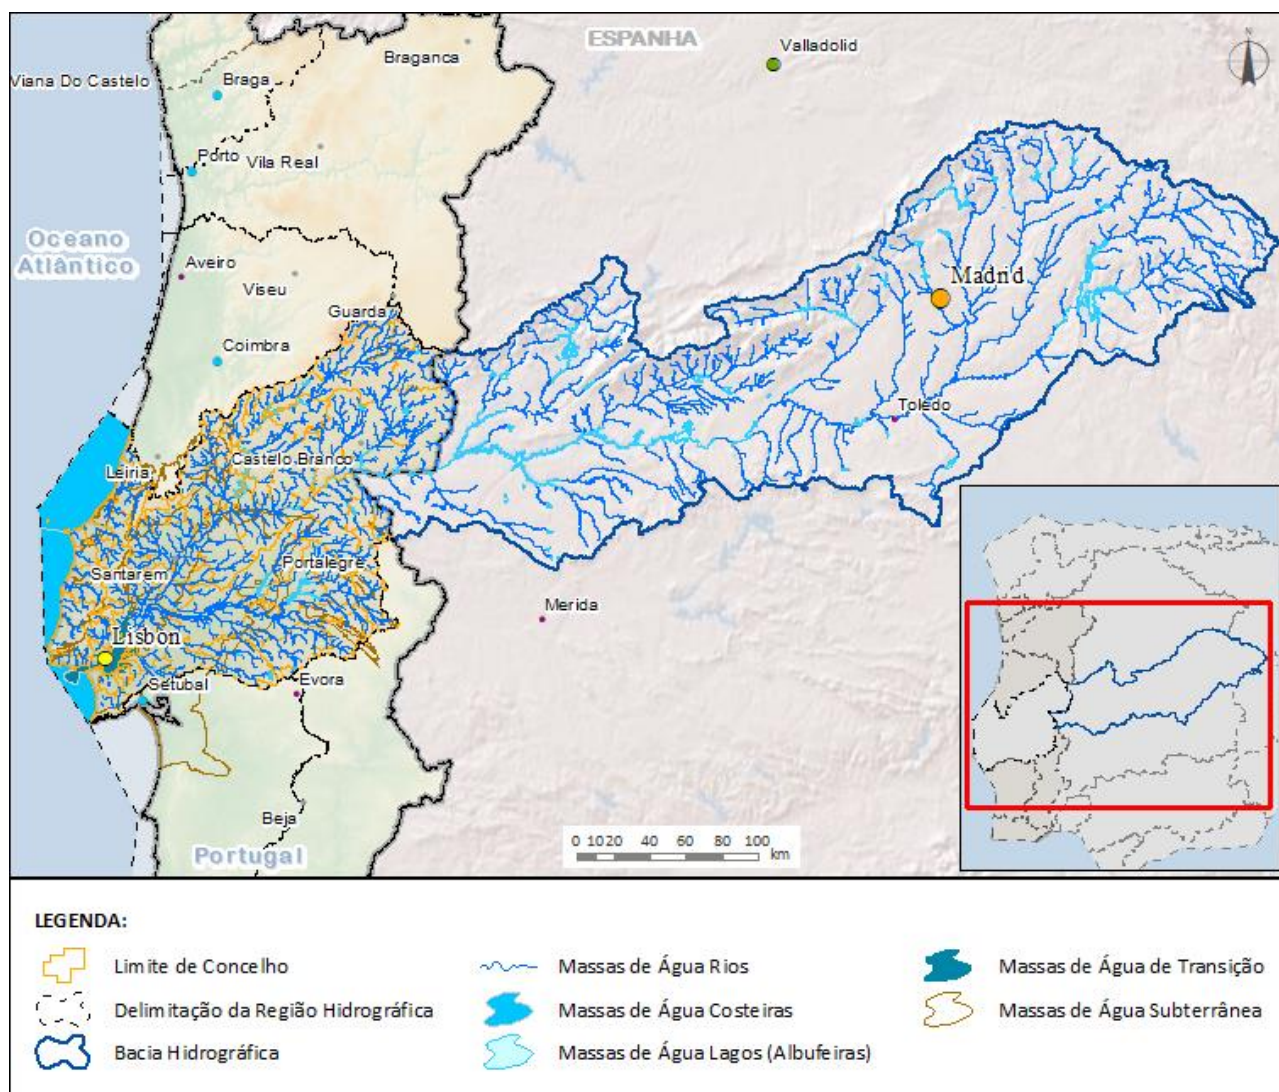 ESPANHA
Valladolid
N
Braganca
Viana Do Castelo
Braga
Porto
Vila Real
Oceano
Atlântico
Aveiro
Viseu
Madrid
Guarda
Coimbra
Toledo
Castelo Branco
Leiria
Santarem
Portalegre
Merida
Lisbon
Setubal
Evora
Beja
Portugal
0 10 20 40 60 80 100
km
LEGENDA:
Limite de Concelho
Massas de Água Rios
Massas de Água de Transição
Delimitação da Região Hidrográfica
Massas de Água Costeiras
Massas de Água Subterrânea
Bacia Hidrográfica
Massas de Água Lagos (Albufeiras)